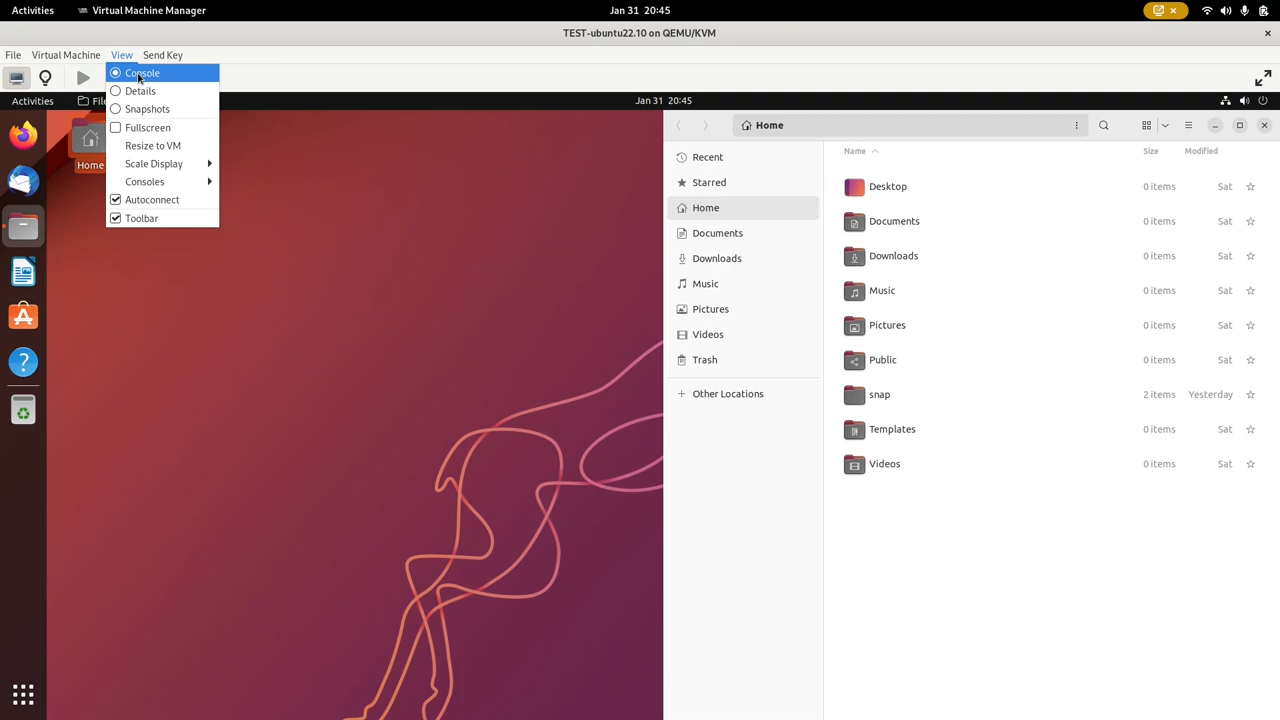 Activities Virtual Machine Manager Jan 31 20:45
TEST-ubuntu22.10 on QEMU/KVM
File Virtual Machine View Send Key
Console
Details
Snapshots
Fullscreen
Resize to VM
Scale Display
Consoles
Autoconnect
Toolbar
Activities File Jan 31 20:45
Home
Home
Recent
Starred
Home
Documents
Downloads
Music
Pictures
Videos
Trash
Other Locations
Name Size Modified
Desktop 0 items Sat
Documents 0 items Sat
Downloads 0 items Sat
Music 0 items Sat
Pictures 0 items Sat
Public 0 items Sat
snap 2 items Yesterday
Templates 0 items Sat
Videos 0 items Sat